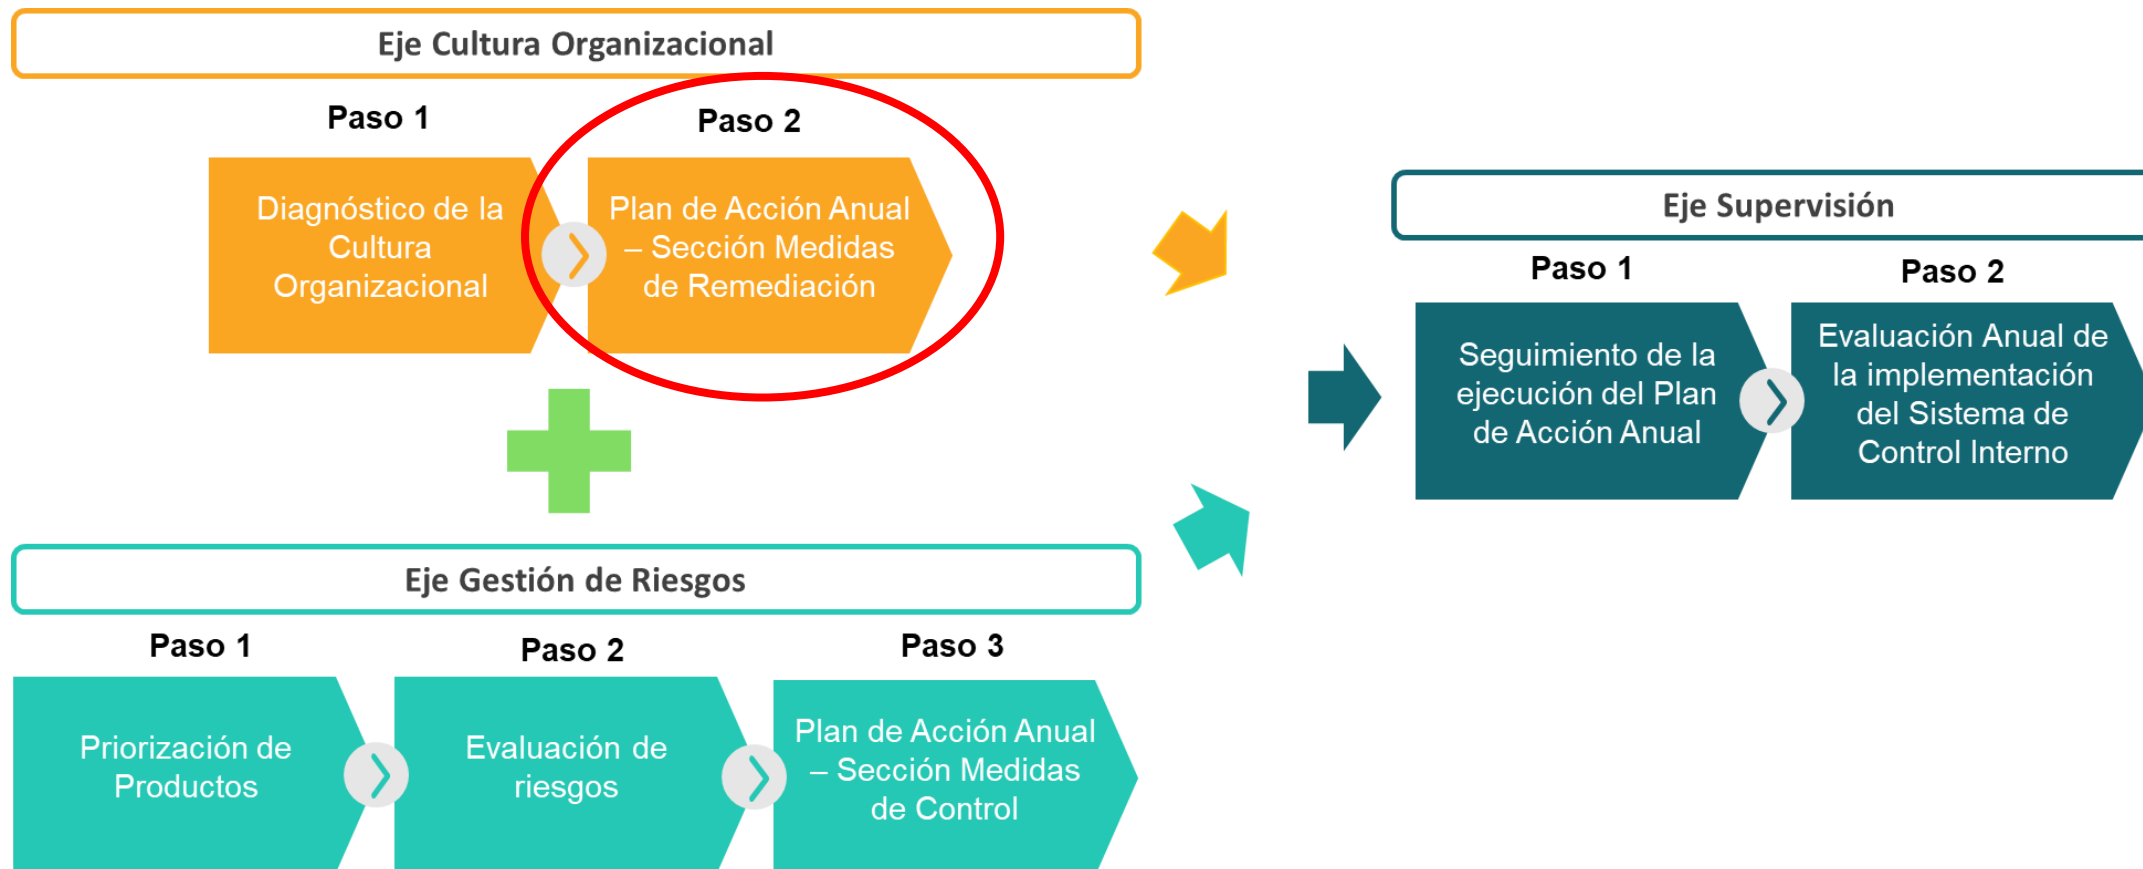 Eje Cultura Organizacional
Paso 1
Paso 2
Diagnóstico de la
Cultura
Organizacional
Plan de Acción Anual
– Sección Medidas
de Remediación
Eje Gestión de Riesgos
Paso 1
Paso 2
Paso 3
Priorización de
Productos
Evaluación de
riesgos
Plan de Acción Anual
– Sección Medidas
de Control
Eje Supervisión
Paso 1
Paso 2
Seguimiento de la
ejecución del Plan
de Acción Anual
Evaluación Anual de
la implementación
del Sistema de
Control Interno